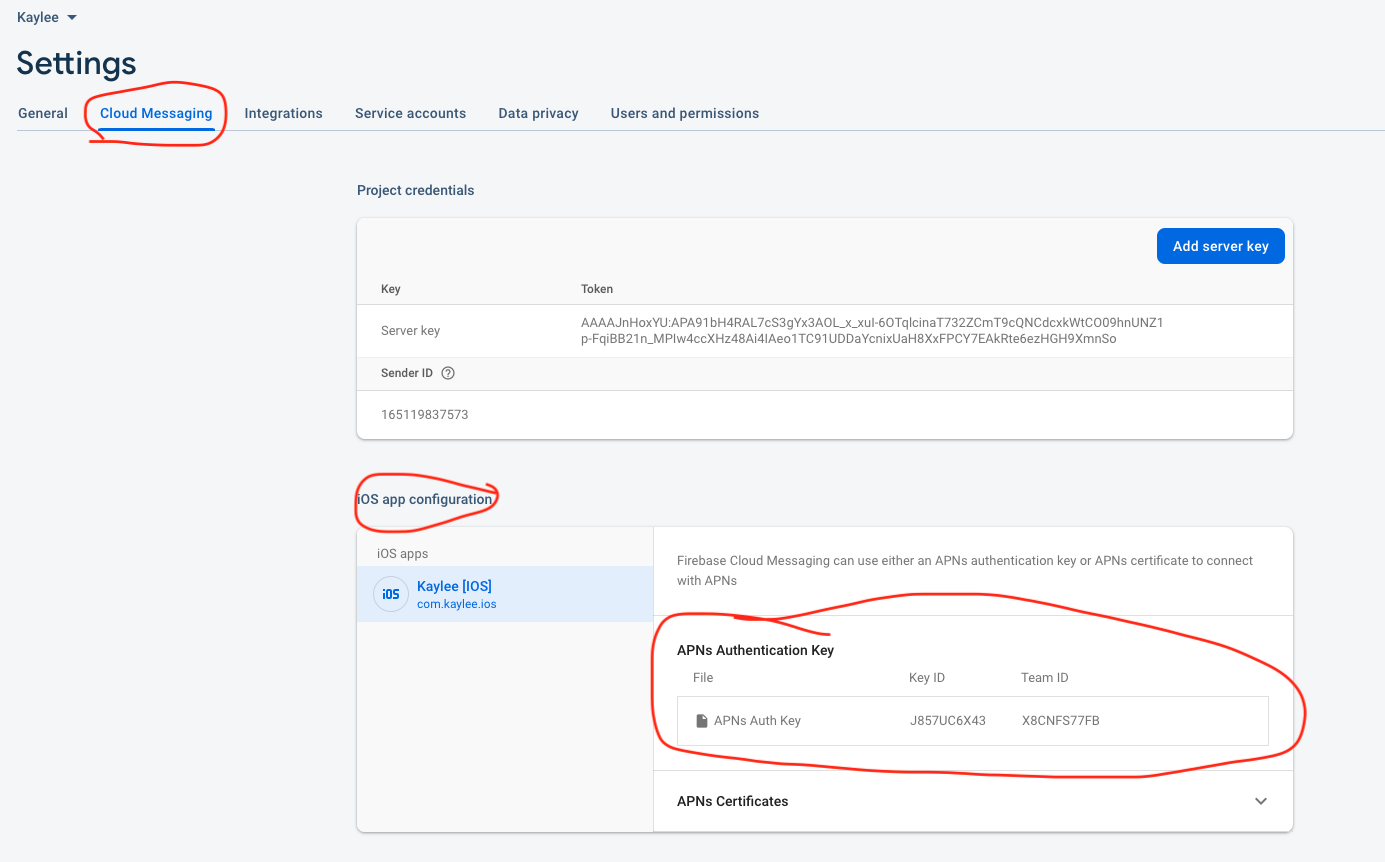 Kaylee
Settings
General Cloud Messaging Integrations Service accounts Data privacy Users and permissions
Project credentials
Add server key
Key Token
Server key
AAAAJnHoxYU:APA91bH4RAL7cS3gYx3AOL_x_xuI-6OTqlcinaT732ZCmT9cQNCdcxkWtCO09hnUNZ1
p-FqiBB21n_MPIw4ccXHz48Ai4IAeo1TC91UDDaYcnixUaH8XxFPCY7EAkRte6ezHGH9XmnSo
Sender ID ?
165119837573
iOS app configuration
iOS apps
iOS
Kaylee [IOS]
com.kaylee.ios
Firebase Cloud Messaging can use either an APNs authentication key or APNs certificate to connect
with APNs
APNs Authentication Key
File Key ID Team ID
APNs Auth Key J857UC6X43 X8CNFS77FB
APNs Certificates